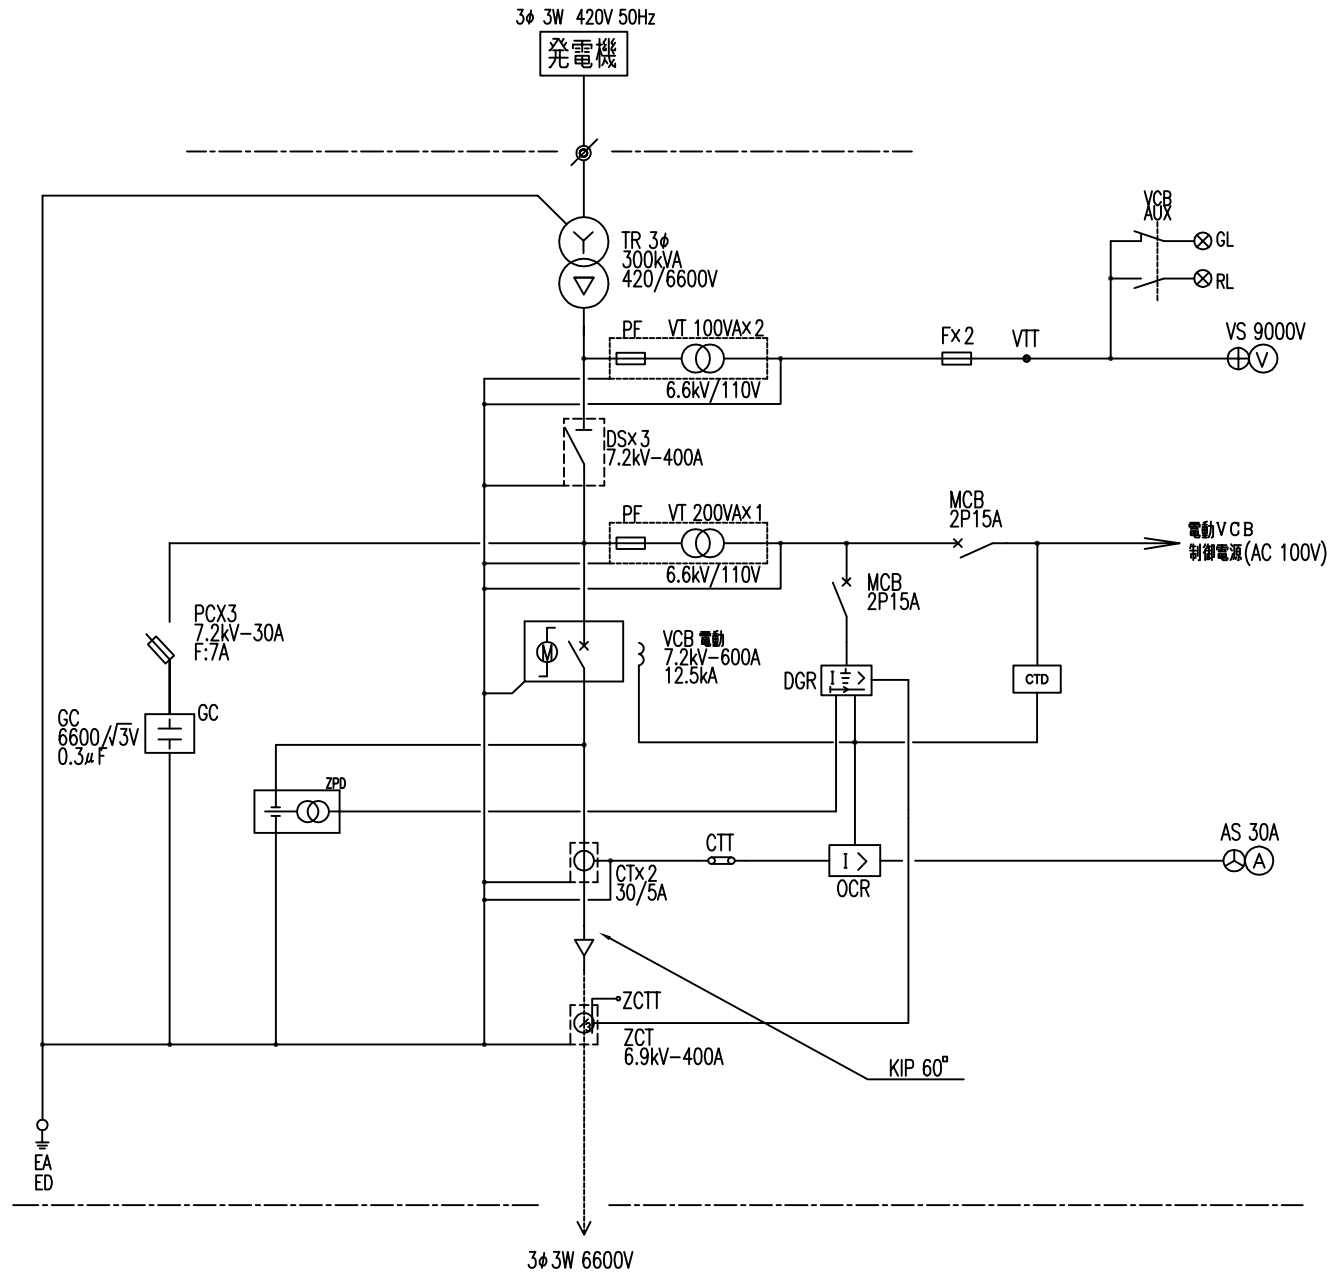 3φ 3W 420V 50Hz
発電機
TR 3φ
300kVA
420/6600V
VCB
AUX
GL
RL
PF VT 100VA×2
6.6kV/110V
F×2
VTT
VS 9000V
V
DS×3
7.2kV-400A
PF VT 200VA×1
6.6kV/110V
MCB
2P15A
電動VCB
制御電源(AC 100V)
MCB
2P15A
PCX3
7.2kV-30A
F:7A
M
VCB 電動
7.2kV-600A
12.5kA
DGR
I >
CTD
GC
6600/√3V
0.3μF
GC
ZPD
CTT
CT×2
30/5A
I >
OCR
AS 30A
A
ZCTT
ZCT
6.9kV-400A
KIP 60□
EA
ED
3φ3W 6600V